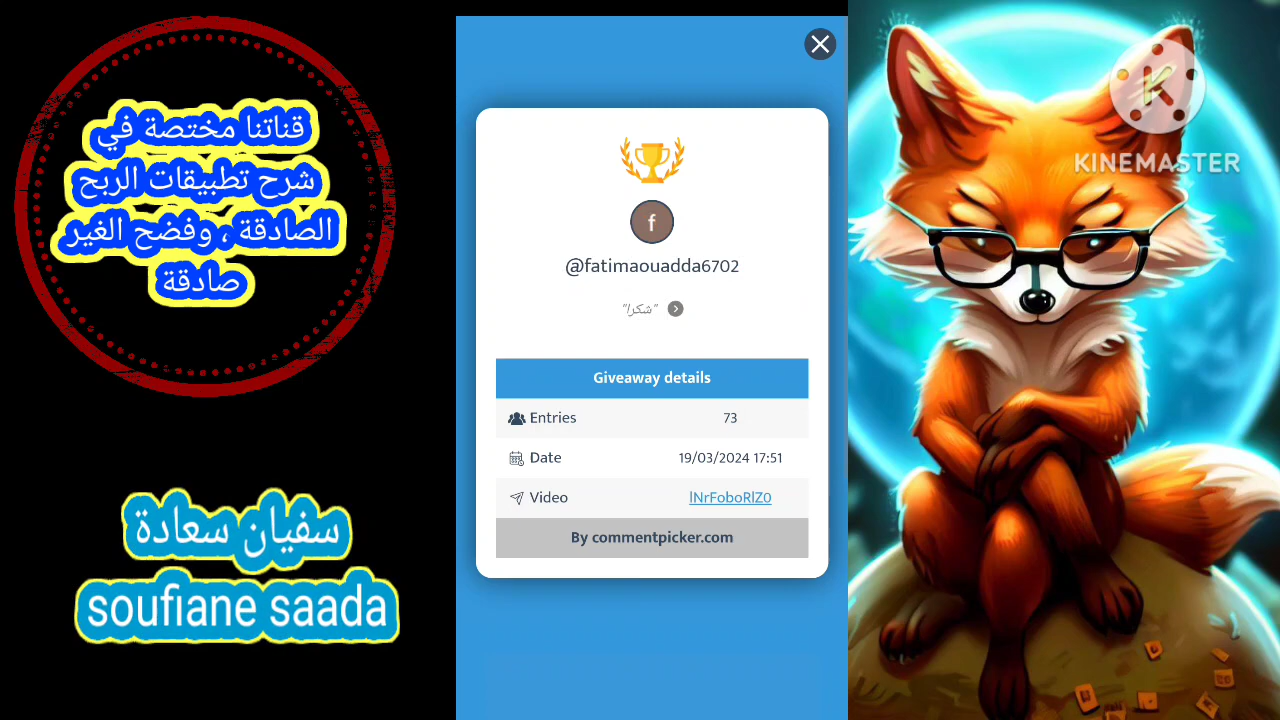 قناتنا مختصة في
شرح تطبيقات الربح
الصادقة ، وفضح الغير
صادقة
سفيان سعادة
soufiane saada
f
@fatimaouadda6702
"شكرا"
Giveaway details
Entries 73
Date 19/03/2024 17:51
Video lNrFoboRlZ0
By commentpicker.com
K
KINEMASTER